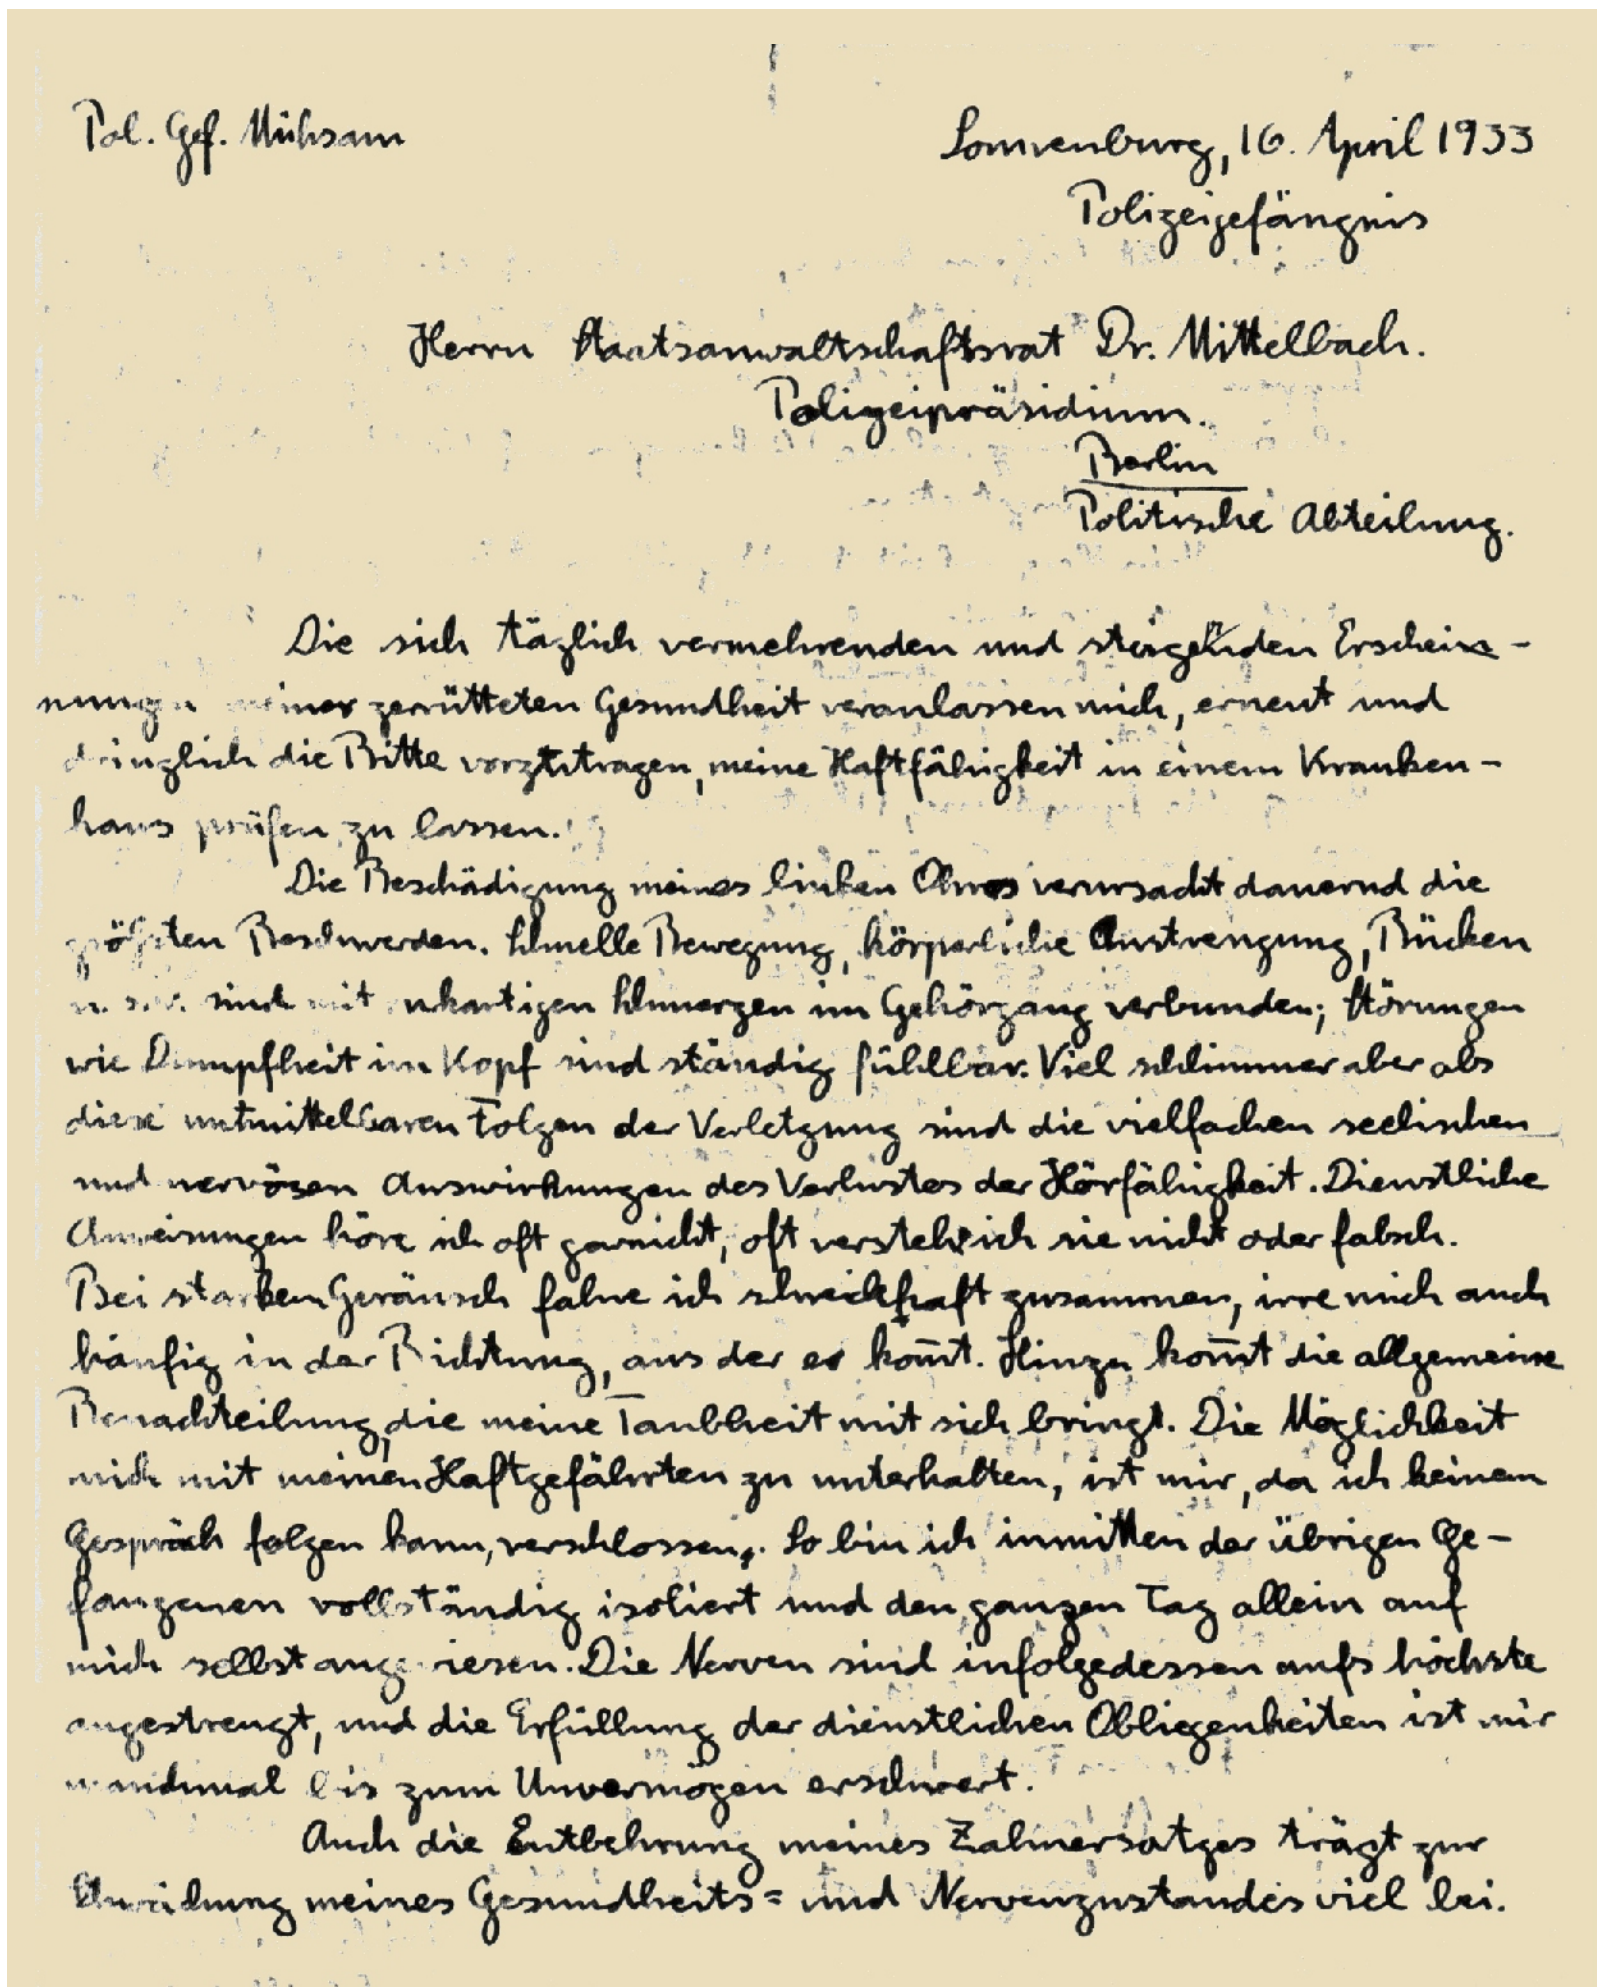 Pol. Gef. Mühsam
Sonnenburg, 16. April 1933
Polizeigefängnis
Herrn Staatsanwaltschaftsrat Dr. Mittelbach.
Polizeipräsidium.
Berlin
Politische Abteilung.
Die sich täglich vermehrenden und steigenden Erschei-
nungen meiner zerrütteten Gesundheit veranlassen mich, erneut und
dringlich die Bitte vorzutragen, meine Haftfähigkeit in einem Kranken-
haus prüfen zu lassen.
Die Beschädigung meines linken Ohres verursacht dauernd die
größten Beschwerden. Schnelle Bewegung, körperliche Anstrengung, Bücken
u. s. w. sind mit ruckartigen Schmerzen im Gehörgang verbunden; Störungen
wie Dumpfheit im Kopf sind ständig fühlbar. Viel schlimmer aber als
diese unmittelbaren Folgen der Verletzung sind die vielfachen seelischen
und nervösen Auswirkungen des Verlustes der Hörfähigkeit. Dienstliche
Anweisungen höre ich oft garnicht, oft verstehe ich sie nicht oder falsch.
Bei starkem Geräusch fahre ich schreckhaft zusammen, irre mich auch
häufig in der Richtung, aus der es kom̅t. Hinzu kom̅t die allgemeine
Benachteilung, die meine Taubheit mit sich bringt. Die Möglichkeit
mich mit meinen Haftgefährten zu unterhalten, ist mir, da ich keinem
Gespräch folgen kann, verschlossen. So bin ich inmitten der übrigen Ge-
fangenen vollständig isoliert und den ganzen Tag allein auf
mich selbst angewiesen. Die Nerven sind infolgedessen aufs höchste
angestrengt, und die Erfüllung der dienstlichen Obliegenheiten ist mir
manchmal bis zum Unvermögen erschwert.
Auch die Entbehrung meines Zahnersatzes trägt zur
Schwächung meines Gesundheits= und Nervenzustandes viel bei.